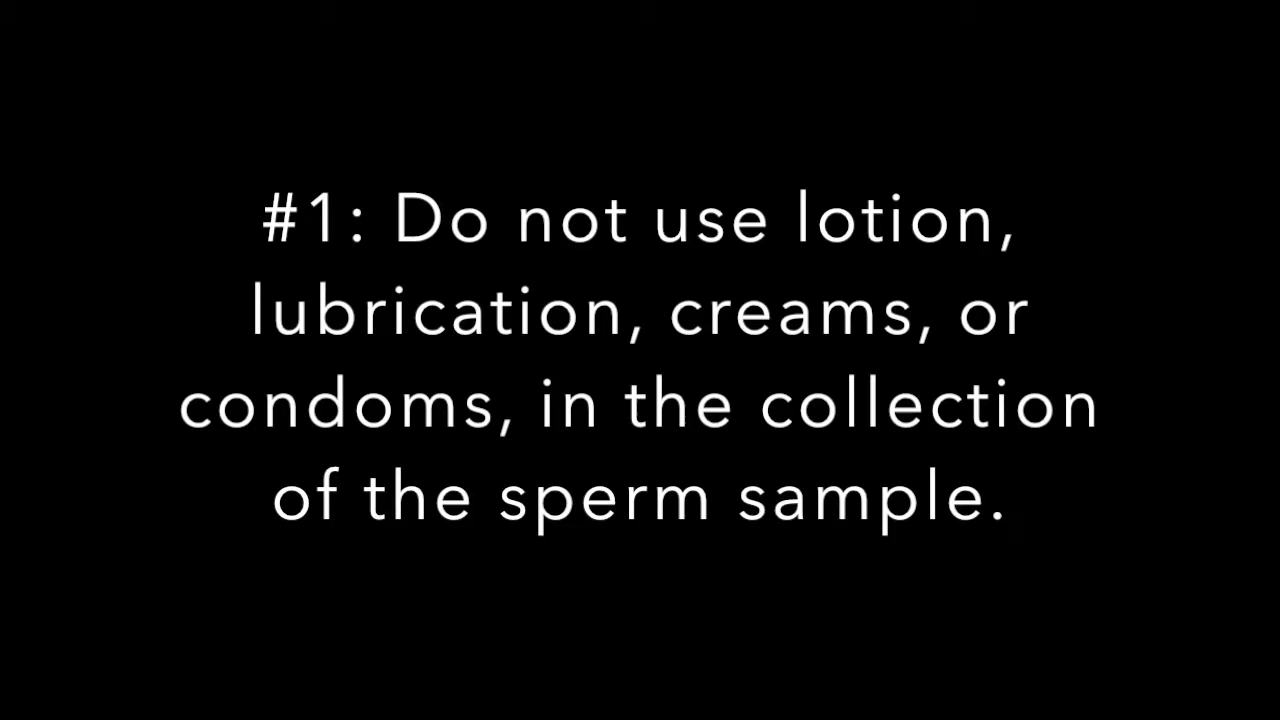 #1: Do not use lotion,
lubrication, creams, or
condoms, in the collection
of the sperm sample.